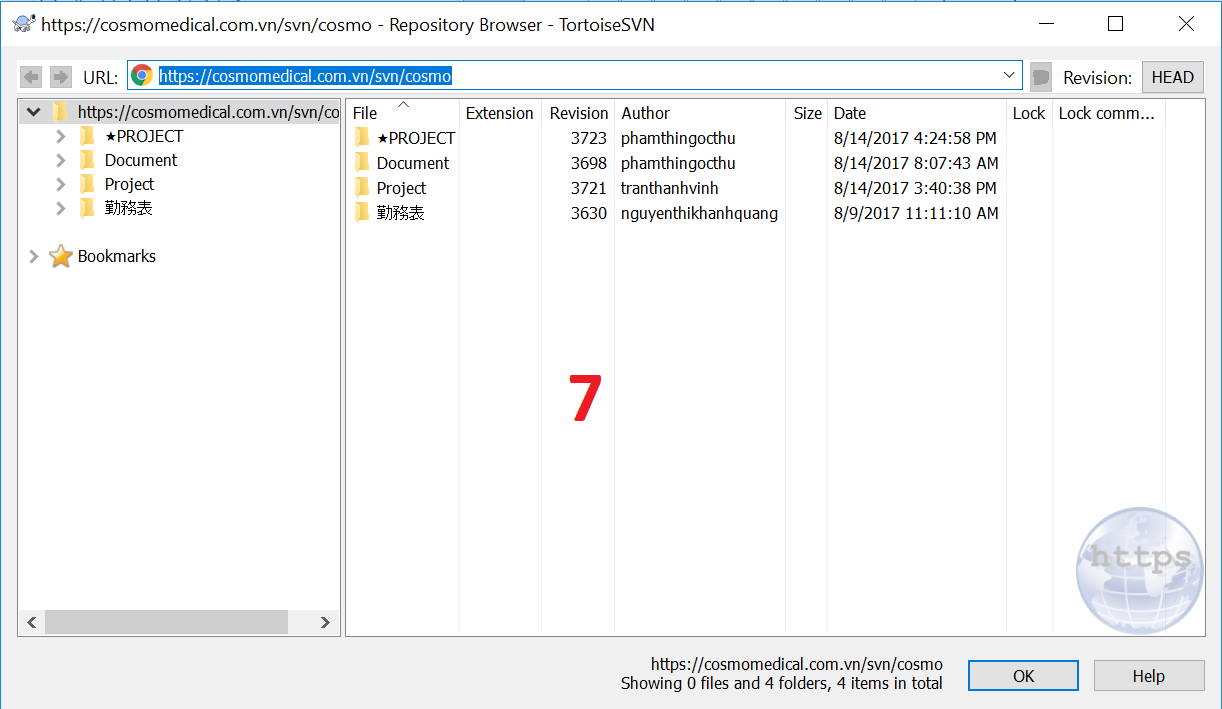 https://cosmomedical.com.vn/svn/cosmo - Repository Browser - TortoiseSVN
URL: https://cosmomedical.com.vn/svn/cosmo Revision: HEAD
https://cosmomedical.com.vn/svn/co
★PROJECT
Document
Project
勤務表
Bookmarks
File Extension Revision Author Size Date Lock Lock comm...
★PROJECT 3723 phamthingocthu 8/14/2017 4:24:58 PM
Document 3698 phamthingocthu 8/14/2017 8:07:43 AM
Project 3721 tranthanhvinh 8/14/2017 3:40:38 PM
勤務表 3630 nguyenthikhanhquang 8/9/2017 11:11:10 AM
7
https
https://cosmomedical.com.vn/svn/cosmo
Showing 0 files and 4 folders, 4 items in total
OK Help